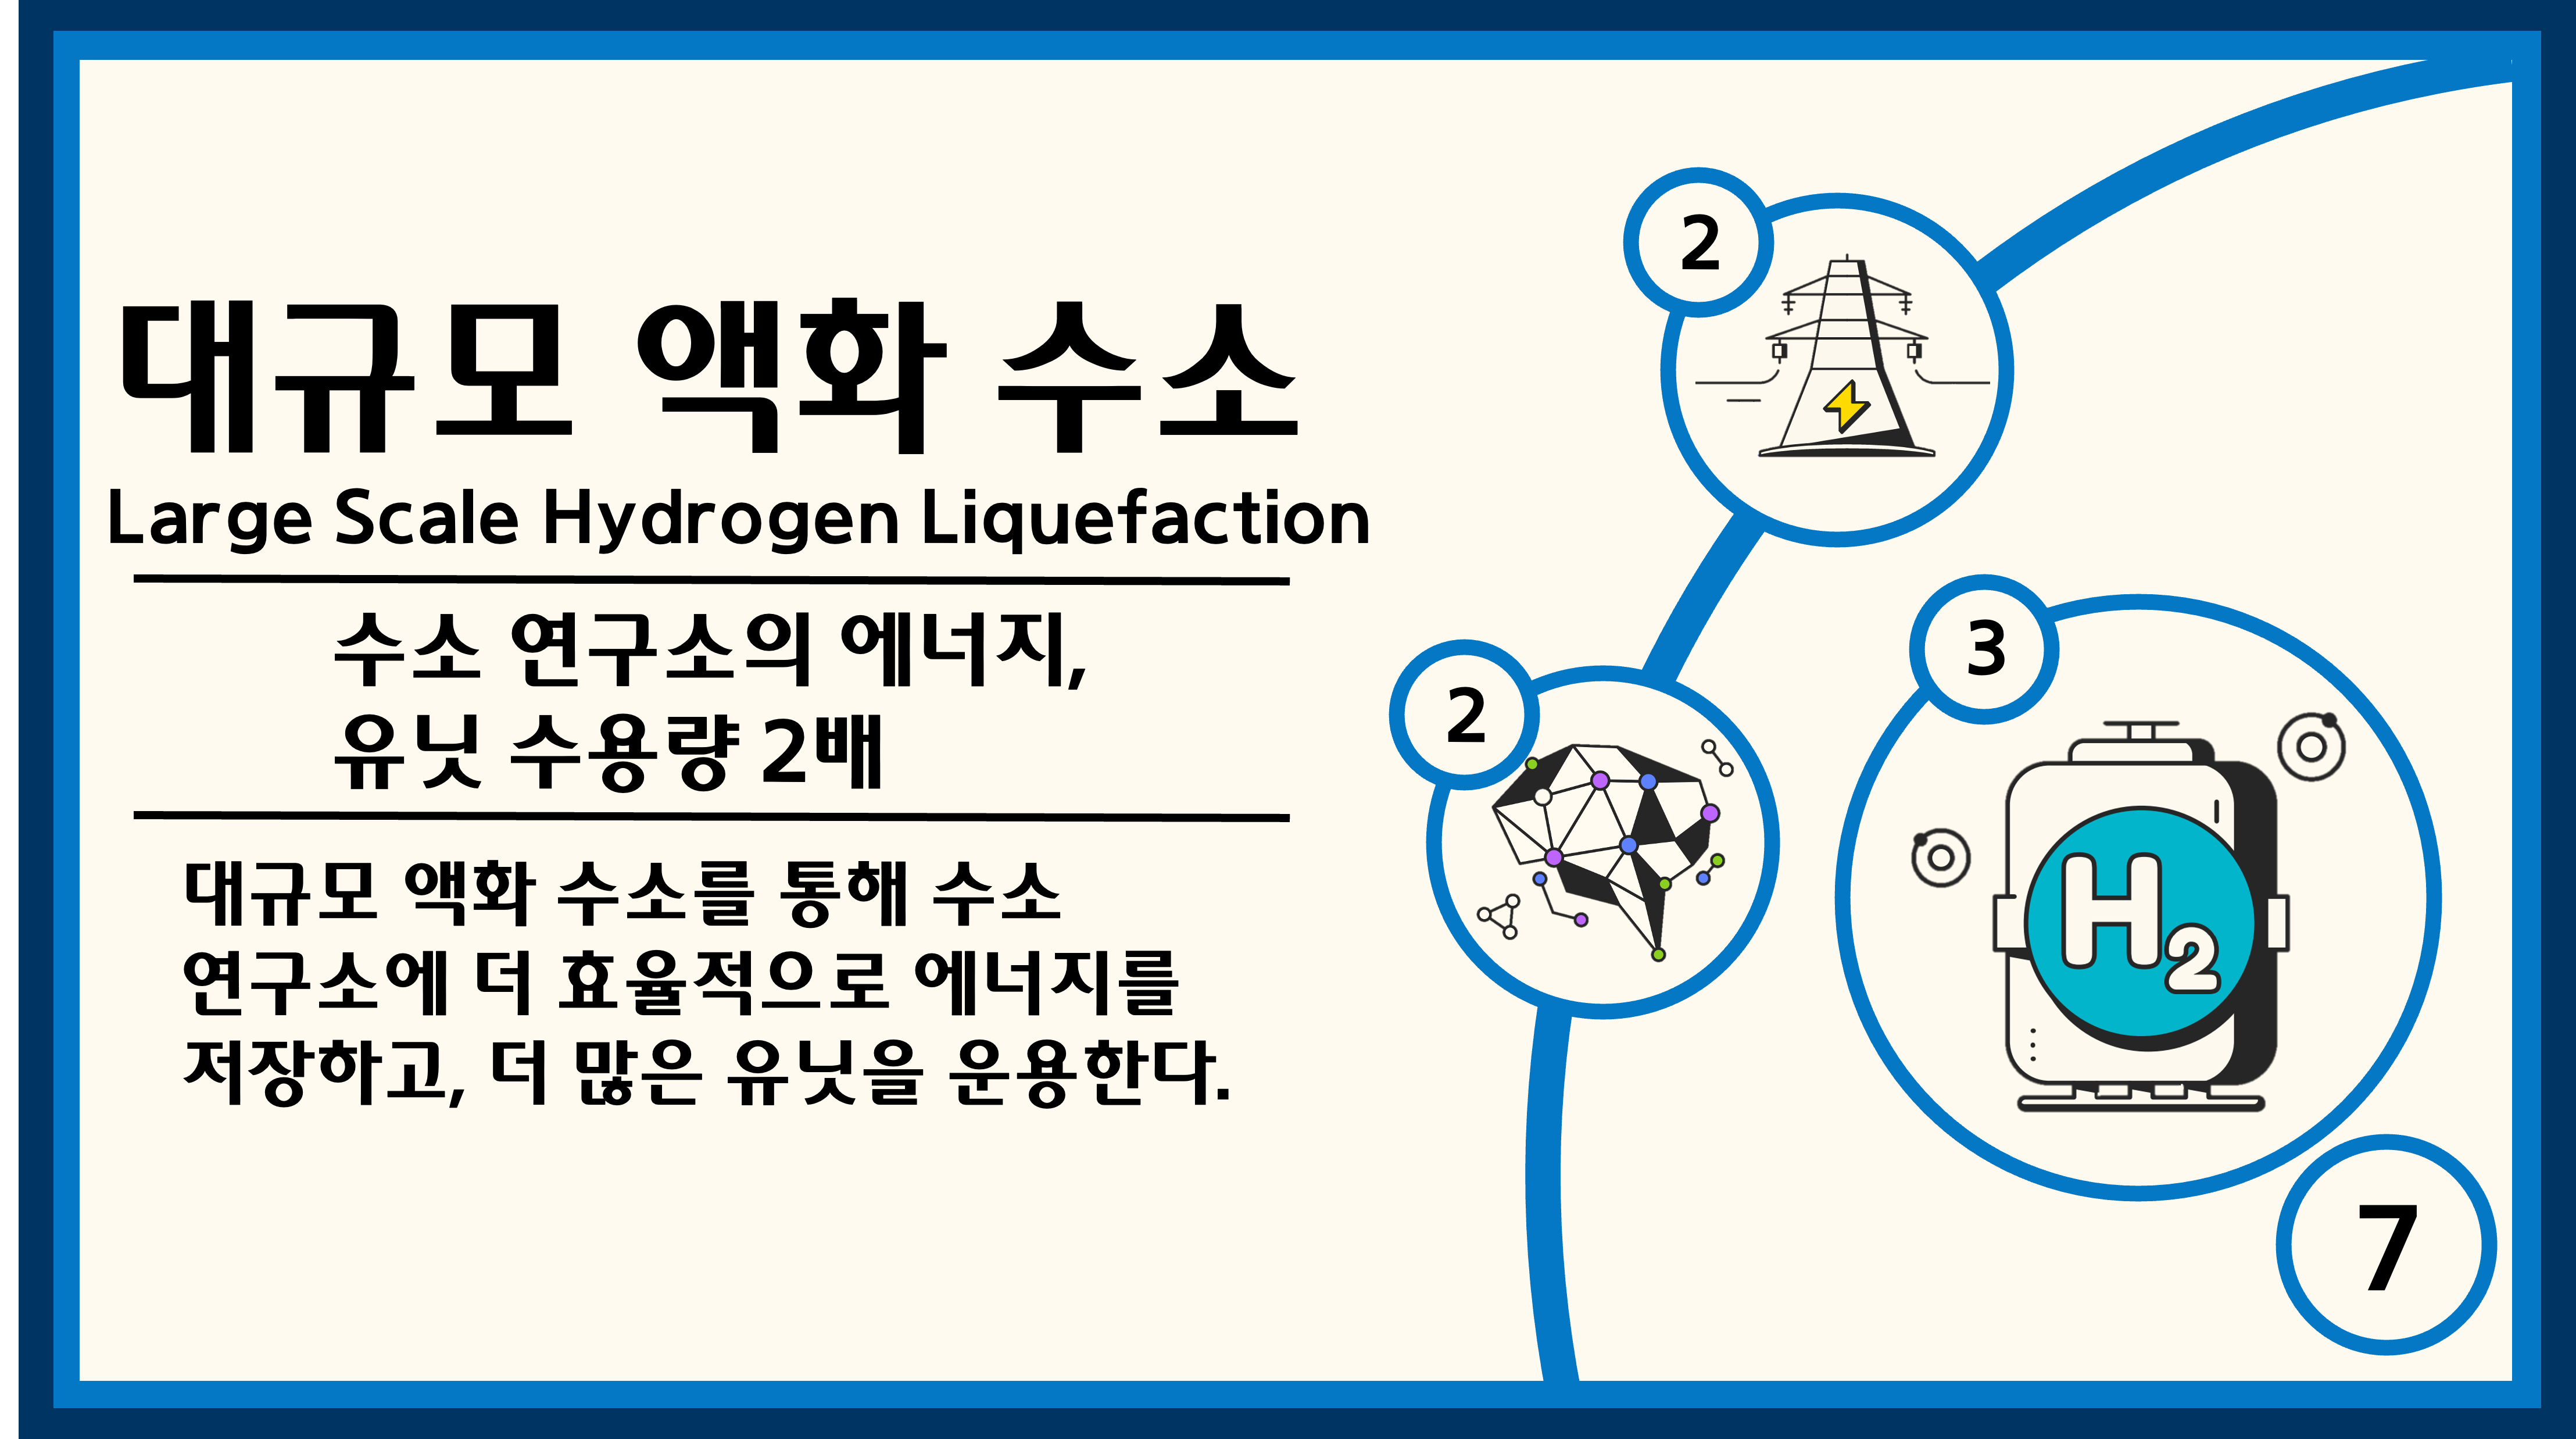 대규모 액화 수소
Large Scale Hydrogen Liquefaction
수소 연구소의 에너지,
유닛 수용량 2배
대규모 액화 수소를 통해 수소
연구소에 더 효율적으로 에너지를
저장하고, 더 많은 유닛을 운용한다.
2
2
3
H2
7